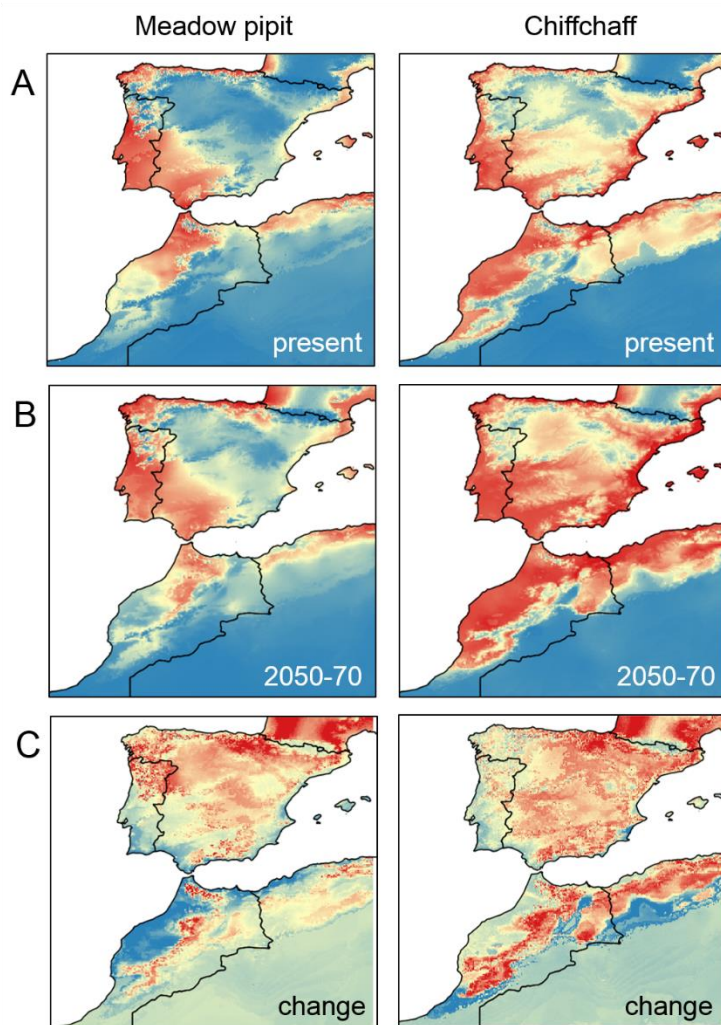 Meadow pipit
Chiffchaff
A
present
present
B
2050-70
2050-70
C
change
change